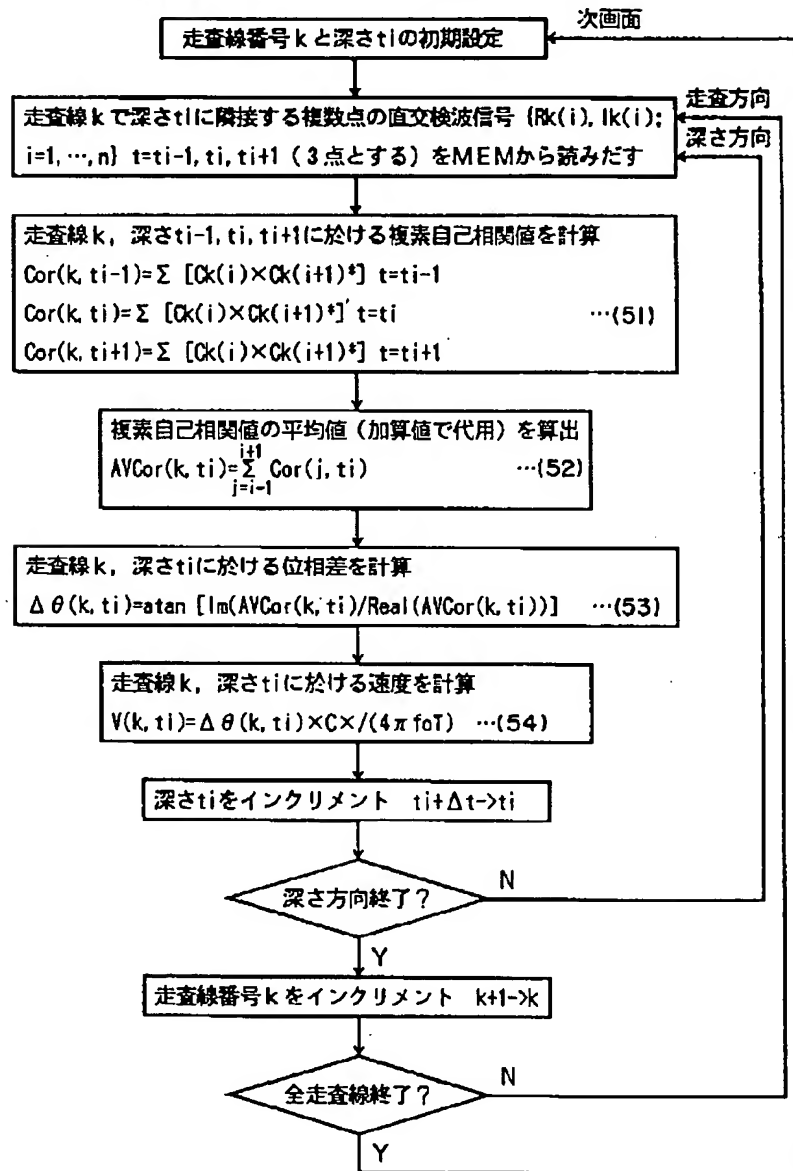 次画面
走査線番号kと深さtiの初期設定
走査方向
走査線kで深さtiに隣接する複数点の直交検波信号 {Rk(i), Ik(i):
深さ方向
i=1, …, n} t=ti-1, ti, ti+1 (3点とする) をMEMから読みだす
走査線k, 深さti-1, ti, ti+1に於ける複素自己相関値を計算
Cor(k, ti-1)=Σ [Ck(i)×Ck(i+1)*] t=ti-1
Cor(k, ti)=Σ [Ck(i)×Ck(i+1)*] t=ti …(51)
Cor(k, ti+1)=Σ [Ck(i)×Ck(i+1)*] t=ti+1
複素自己相関値の平均値 (加算値で代用) を算出
i+1
AVCor(k, ti)=Σ Cor(j, ti) …(52)
j=i-1
走査線k, 深さtiに於ける位相差を計算
Δθ(k, ti)=atan [Im(AVCor(k, ti)/Real(AVCor(k, ti))] …(53)
走査線k, 深さtiに於ける速度を計算
V(k, ti)=Δθ(k, ti)×C×/(4π foT) …(54)
深さtiをインクリメント ti+Δt->ti
深さ方向終了?
N
Y
走査線番号kをインクリメント k+1->k
全走査線終了?
N
Y